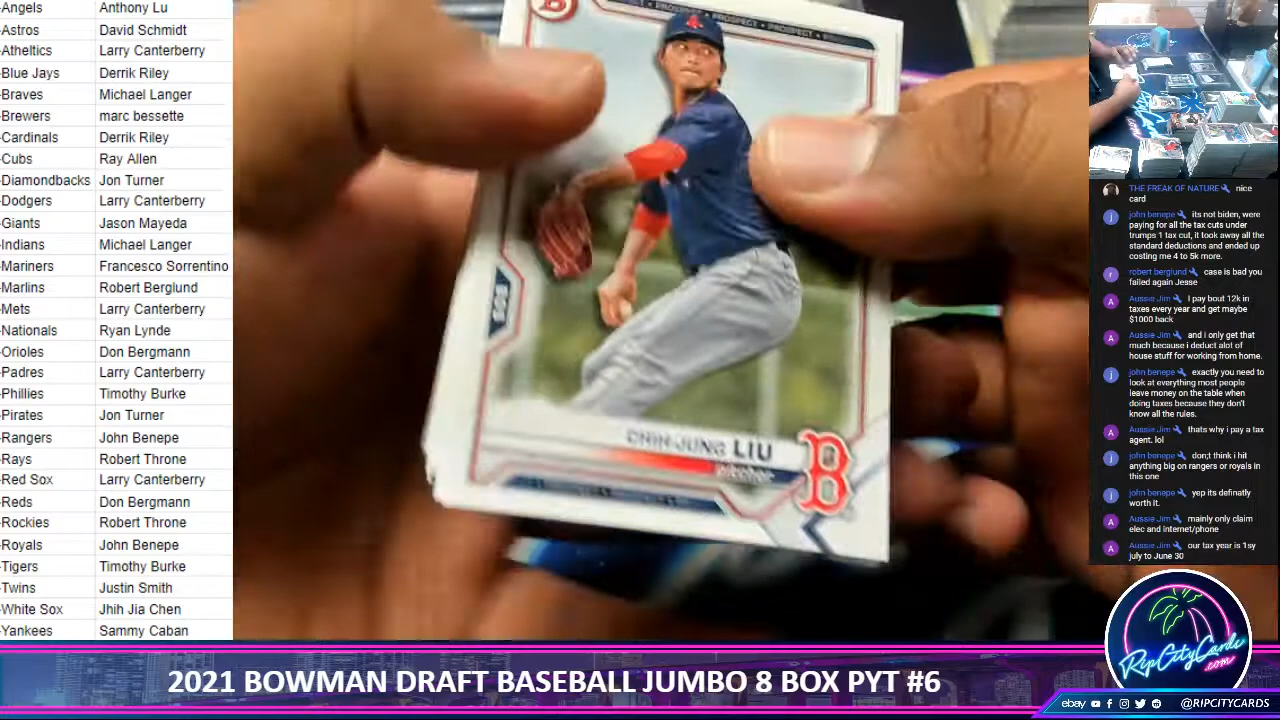 -Angels Anthony Lu
-Astros David Schmidt
-Atheltics Larry Canterberry
-Blue Jays Derrik Riley
-Braves Michael Langer
-Brewers marc bessette
-Cardinals Derrik Riley
-Cubs Ray Allen
-Diamondbacks Jon Turner
-Dodgers Larry Canterberry
-Giants Jason Mayeda
-Indians Michael Langer
-Mariners Francesco Sorrentino
-Marlins Robert Berglund
-Mets Larry Canterberry
-Nationals Ryan Lynde
-Orioles Don Bergmann
-Padres Larry Canterberry
-Phillies Timothy Burke
-Pirates Jon Turner
-Rangers John Benepe
-Rays Robert Throne
-Red Sox Larry Canterberry
-Reds Don Bergmann
-Rockies Robert Throne
-Royals John Benepe
-Tigers Timothy Burke
-Twins Justin Smith
-White Sox Jhih Jia Chen
-Yankees Sammy Caban
PROSPECT PROSPECT PROSPECT
B
CHIH-JUNG LIU
pitcher
B
THE FREAK OF NATURE nice
card
john benepe its not biden, were
paying for all the tax cuts under
trumps 1 tax cut, it took away all the
standard deductions and ended up
costing me 4 to 5k more.
robert berglund case is bad you
failed again Jesse
Aussie Jim I pay bout 12k in
taxes every year and get maybe
$1000 back
Aussie Jim and i only get that
much because i deduct alot of
house stuff for working from home.
john benepe exactly you need to
look at everything most people
leave money on the table when
doing taxes because they don't
know all the rules.
Aussie Jim thats why i pay a tax
agent. lol
john benepe don;t think i hit
anything big on rangers or royals in
this one
john benepe yep its definatly
worth it.
Aussie Jim mainly only claim
elec and internet/phone
Aussie Jim our tax year is 1sy
july to June 30
RipCityCards
.com
2021 BOWMAN DRAFT BASEBALL JUMBO 8 BOX PYT #6
ebay @RIPCITYCARDS